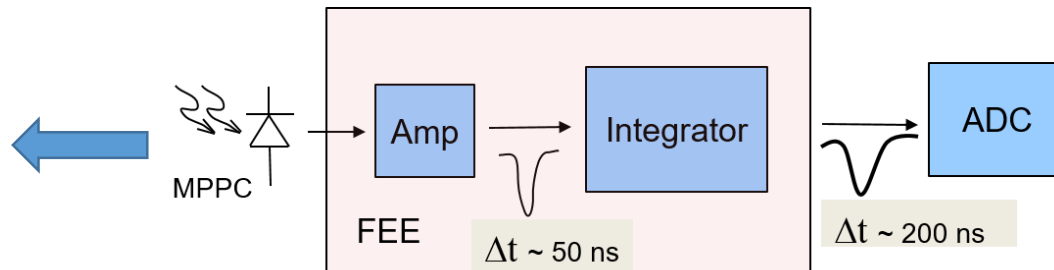 MPPC
Amp
Integrator
ADC
FEE
Δt ~ 50 ns
Δt ~ 200 ns